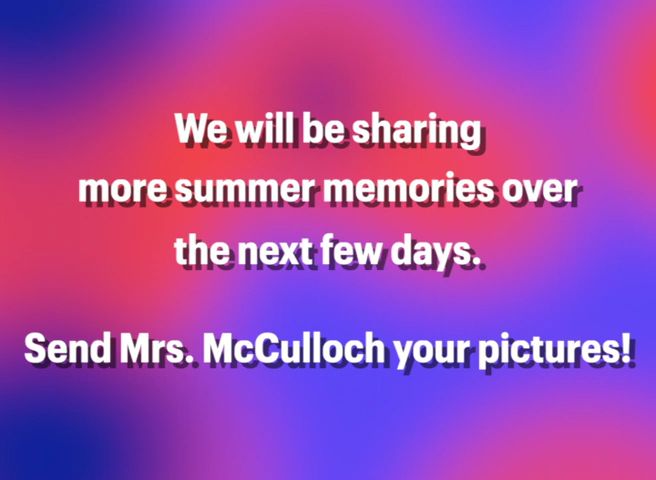 We will be sharing
more summer memories over
the next few days.
Send Mrs. McCulloch your pictures!